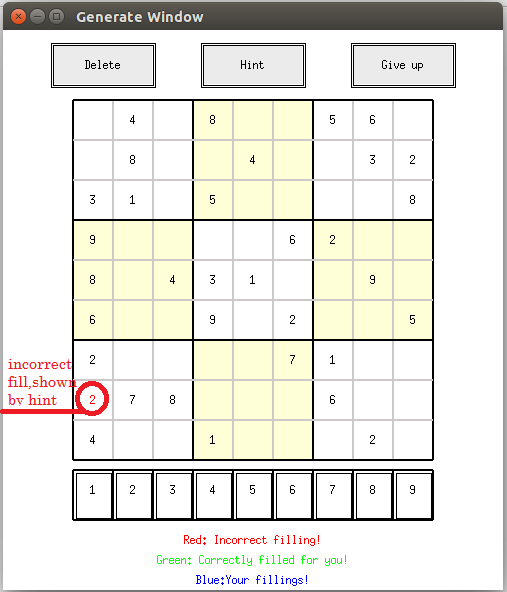 Generate Window
Delete Hint Give up
4 8 5 6
8 4 3 2
3 1 5 8
9 6 2
8 4 3 1 9
6 9 2 5
2 7 1
incorrect
fill,shown
by hint
2 7 8 6
4 1 2
1 2 3 4 5 6 7 8 9
Red: Incorrect filling!
Green: Correctly filled for you!
Blue:Your fillings!